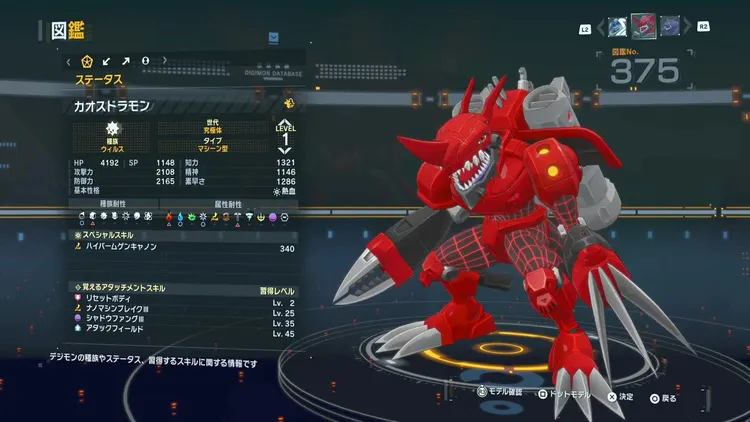 図鑑
L2
R2
図鑑No.
375
DIGIMON DATABASE
ステータス
カオスドラモン
種族
ウィルス
世代
究極体
タイプ
マシーン型
LEVEL
1
HP 4192 SP 1148 知力 1321
攻撃力 2108 精神 1146
防御力 2165 素早さ 1286
基本性格 熱血
種族耐性 属性耐性
スペシャルスキル
ハイパームゲンキャノン 340
覚えるアタッチメントスキル 習得レベル
リセットボディ Lv. 2
ナノマシンブレイクⅢ Lv. 25
シャドウファングⅢ Lv. 35
アタックフィールド Lv. 45
デジモンの種族やステータス、習得するスキルに関する情報です
R3 モデル確認 ドットモデル 決定 戻る